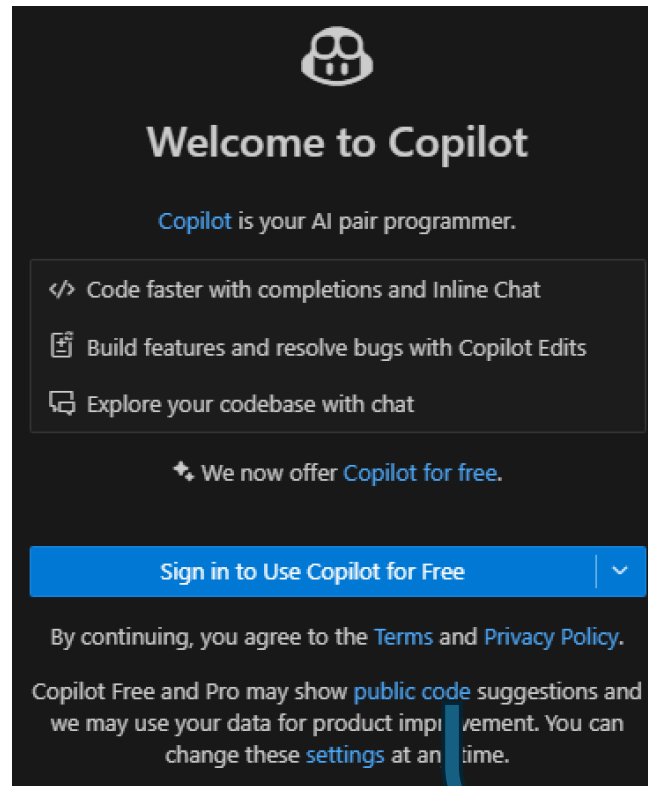 Welcome to Copilot
Copilot is your AI pair programmer.
Code faster with completions and Inline Chat
Build features and resolve bugs with Copilot Edits
Explore your codebase with chat
We now offer Copilot for free.
Sign in to Use Copilot for Free
By continuing, you agree to the Terms and Privacy Policy.
Copilot Free and Pro may show public code suggestions and
we may use your data for product improvement. You can
change these settings at any time.